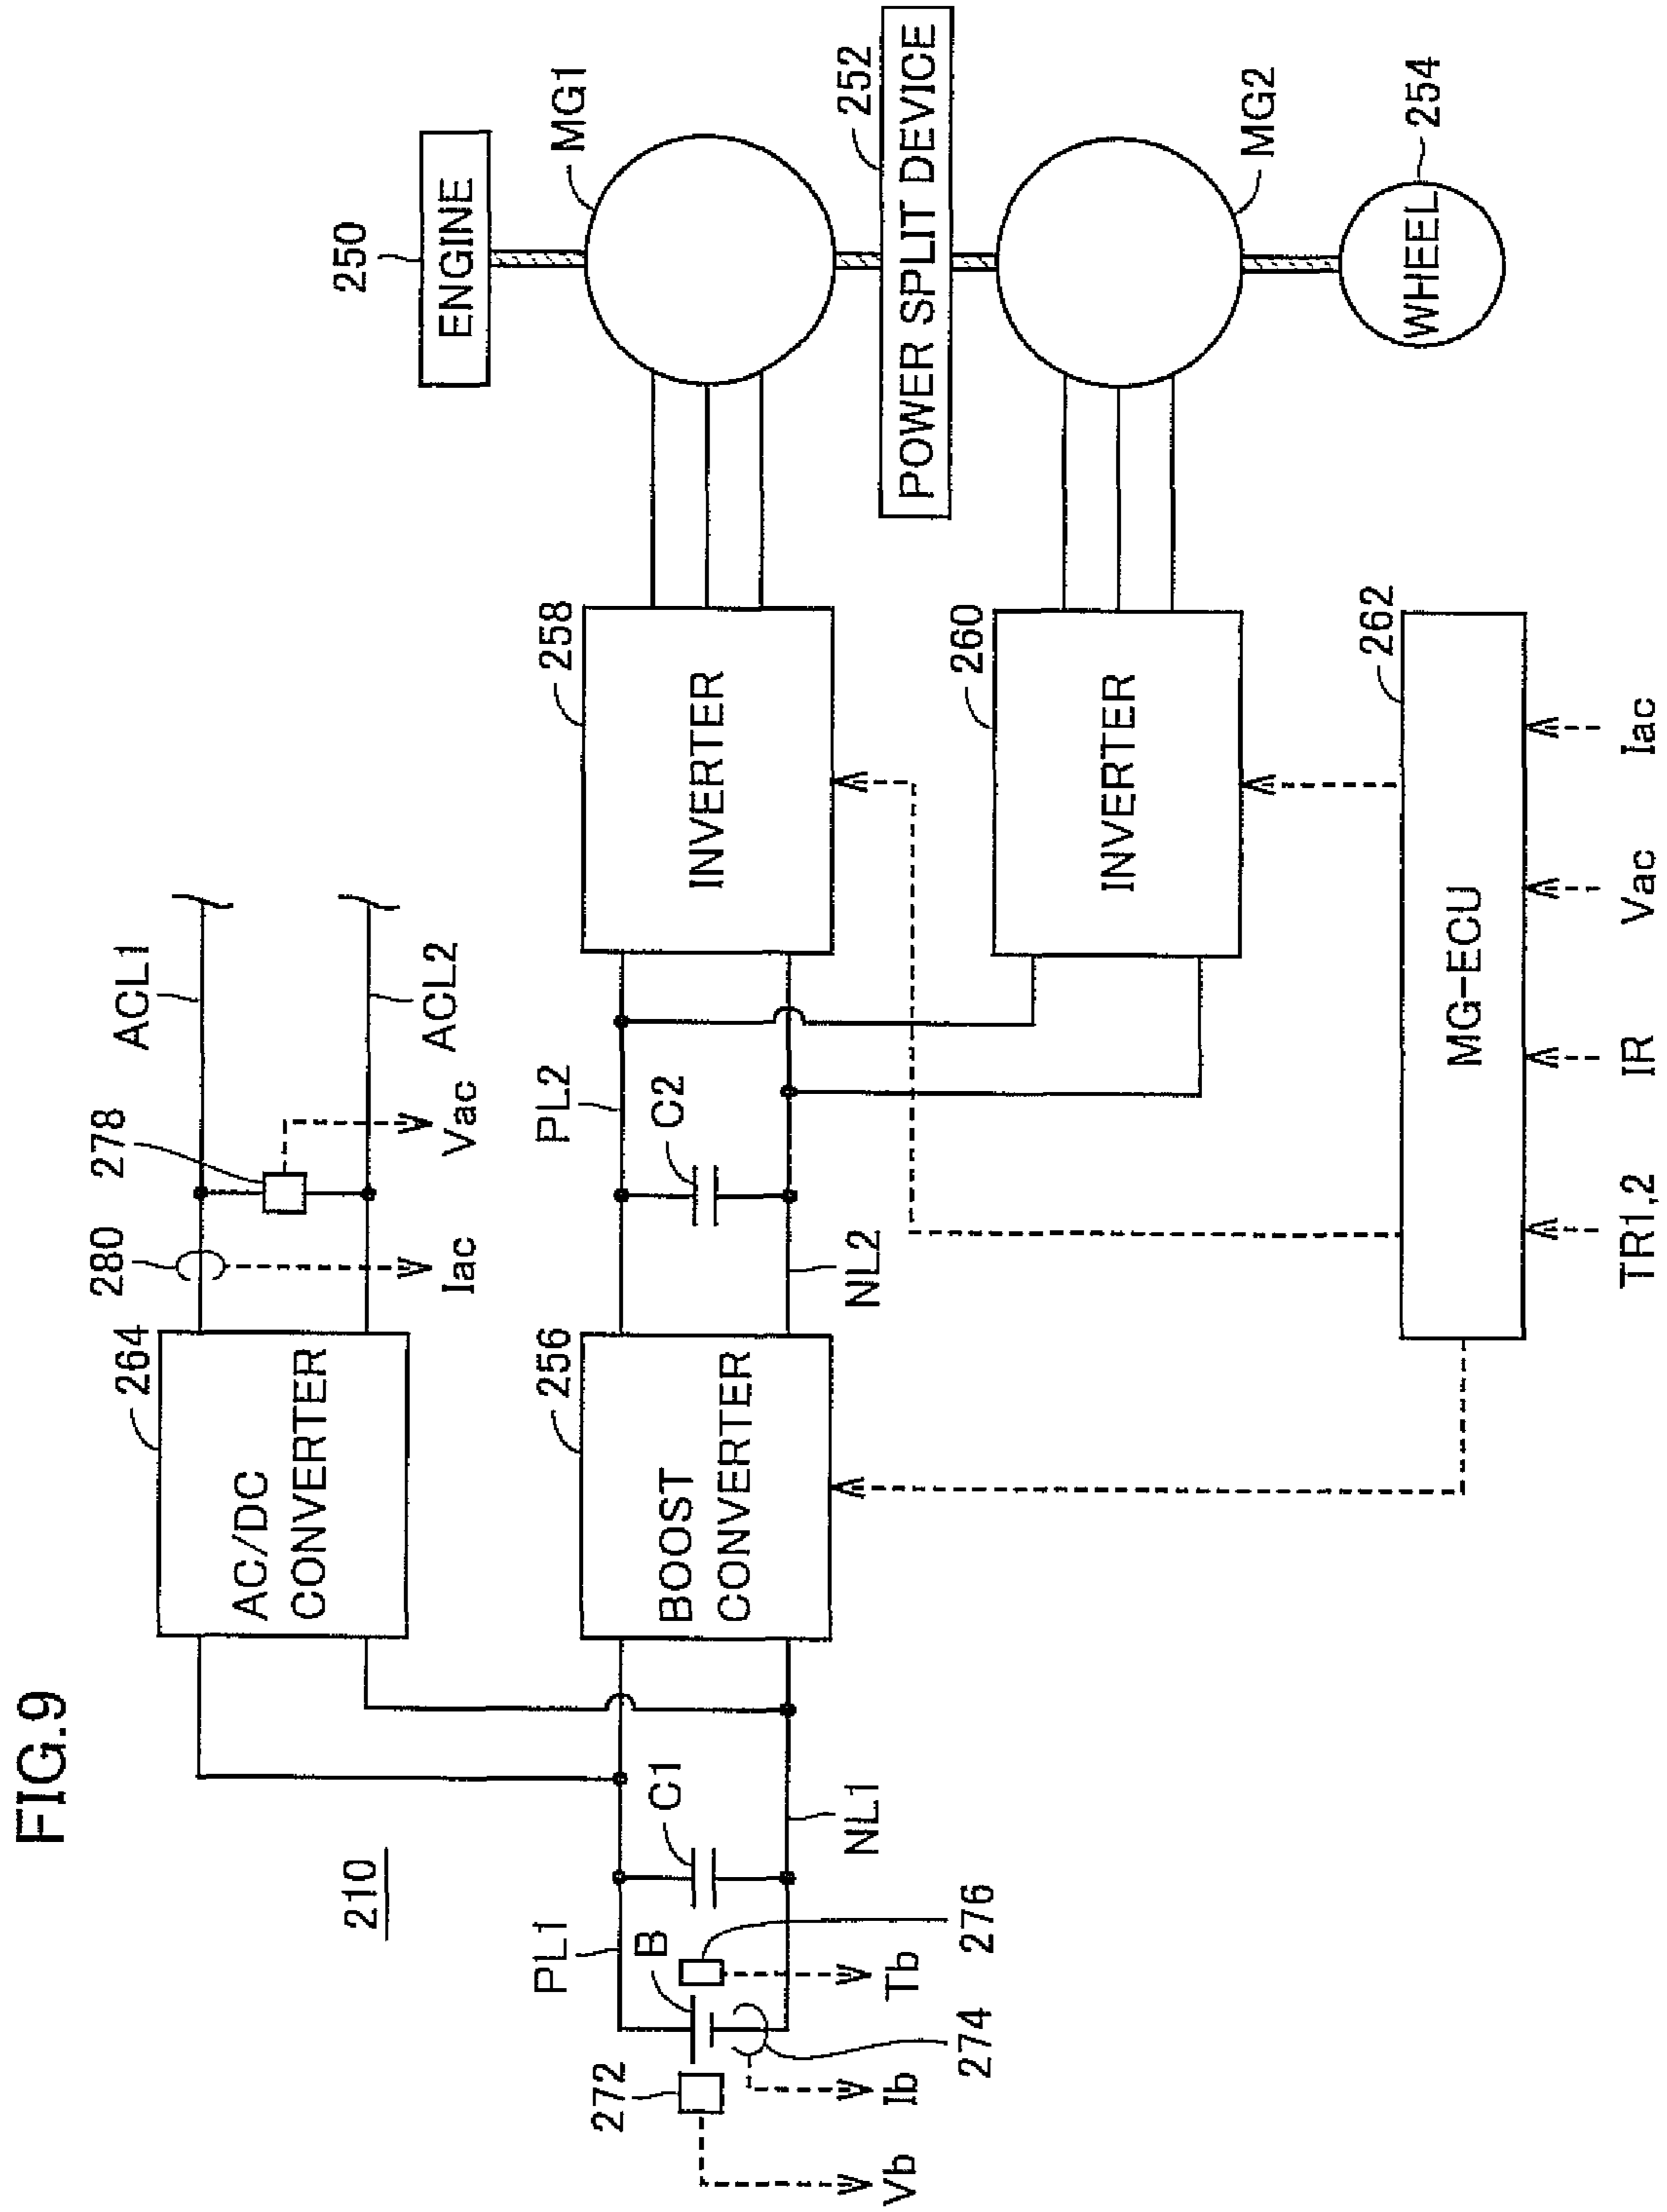 FIG.9
210
264
AC/DC
CONVERTER
280
278
ACL1
ACL2
Iac
Vac
250
ENGINE
MG1
PL1
B
C1
NL1
272
Vb
Ib
274
Tb
276
256
BOOST
CONVERTER
PL2
C2
NL2
258
INVERTER
252
POWER SPLIT DEVICE
260
INVERTER
MG2
254
WHEEL
262
MG-ECU
TR1,2
IR
Vac
Iac